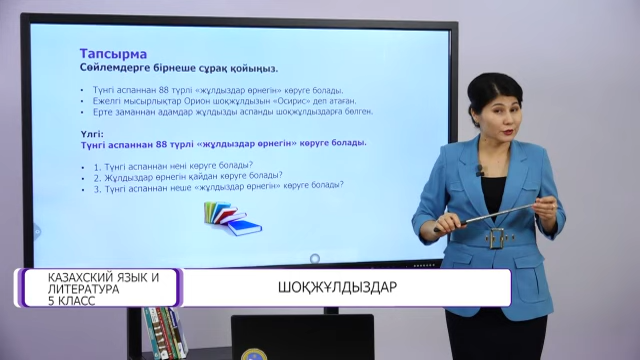 Тапсырма
Сөйлемдерге бірнеше сұрақ қойыңыз.
Түнгі аспаннан 88 түрлі «жұлдыздар өрнегін» көруге болады.
Ежелгі мысырлықтар Орион шоқжұлдызын «Осирис» деп атаған.
Ерте заманнан адамдар жұлдызды аспанды шоқжұлдыздарға бөлген.
Үлгі:
Түнгі аспаннан 88 түрлі «жұлдыздар өрнегін» көруге болады.
1. Түнгі аспаннан нені көруге болады?
2. Жұлдыздар өрнегін қайдан көруге болады?
3. Түнгі аспаннан неше «жұлдыздар өрнегін» көруге болады?
КАЗАХСКИЙ ЯЗЫК И
ЛИТЕРАТУРА
5 КЛАСС
ШОҚЖҰЛДЫЗДАР